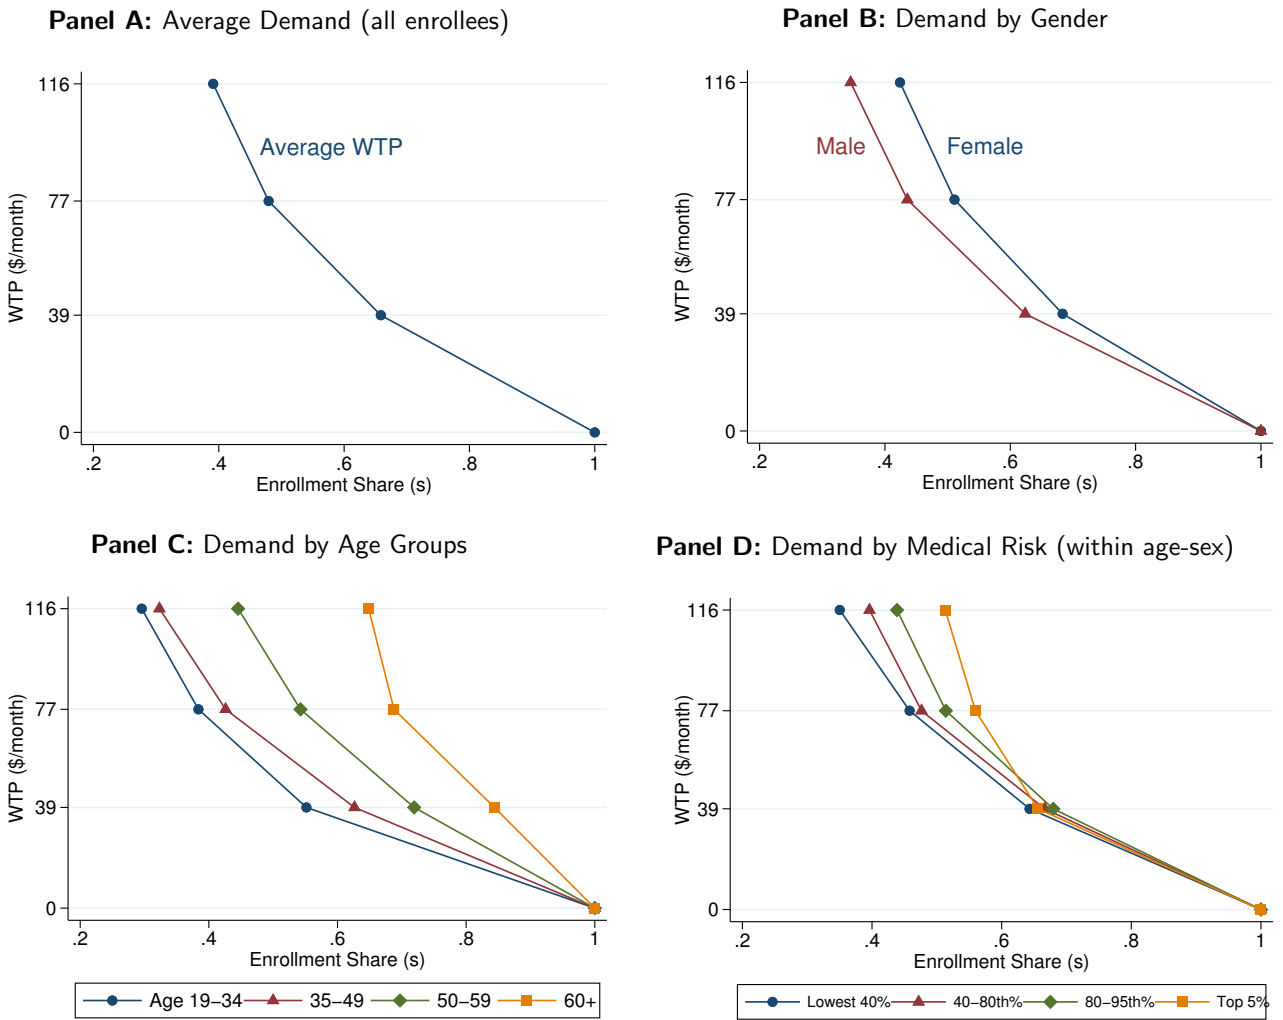 Panel A: Average Demand (all enrollees)
WTP ($/month)
116
77
39
0
Average WTP
.2 .4 .6 .8 1
Enrollment Share (s)
Panel B: Demand by Gender
WTP ($/month)
116
77
39
0
Male Female
.2 .4 .6 .8 1
Enrollment Share (s)
Panel C: Demand by Age Groups
WTP ($/month)
116
77
39
0
.2 .4 .6 .8 1
Enrollment Share (s)
Age 19–34 35–49 50–59 60+
Panel D: Demand by Medical Risk (within age-sex)
WTP ($/month)
116
77
39
0
.2 .4 .6 .8 1
Enrollment Share (s)
Lowest 40% 40–80th% 80–95th% Top 5%